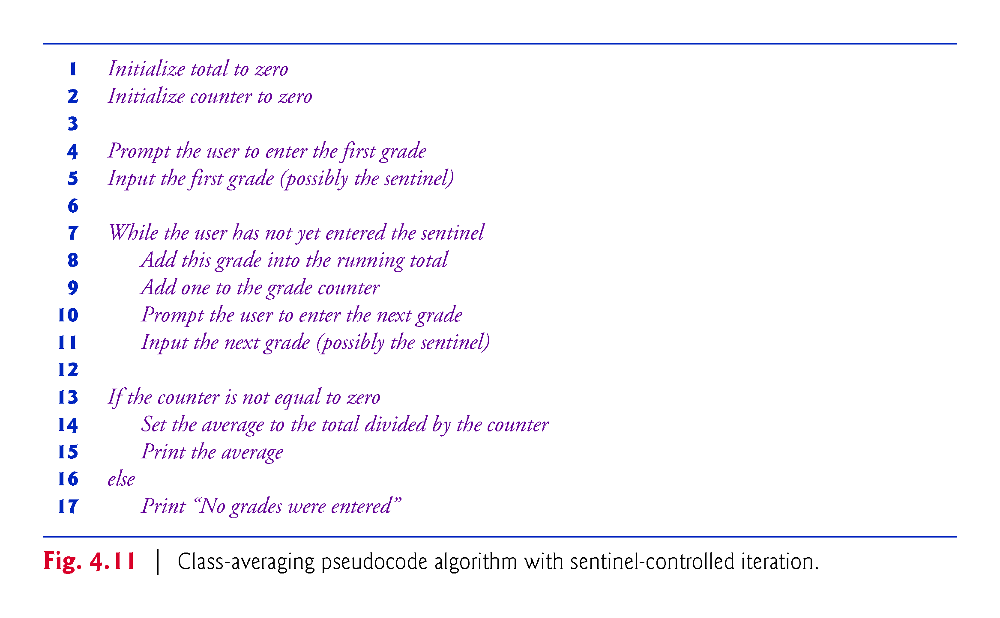 1 Initialize total to zero
2 Initialize counter to zero
3
4 Prompt the user to enter the first grade
5 Input the first grade (possibly the sentinel)
6
7 While the user has not yet entered the sentinel
8 Add this grade into the running total
9 Add one to the grade counter
10 Prompt the user to enter the next grade
11 Input the next grade (possibly the sentinel)
12
13 If the counter is not equal to zero
14 Set the average to the total divided by the counter
15 Print the average
16 else
17 Print “No grades were entered”
Fig. 4.11 | Class-averaging pseudocode algorithm with sentinel-controlled iteration.